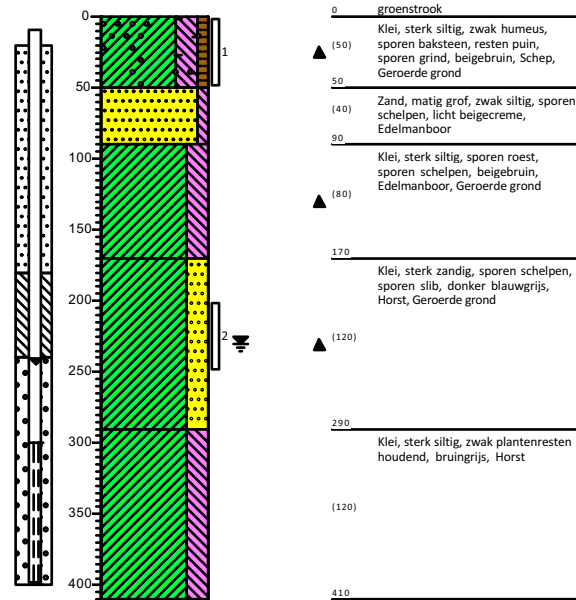 0
50
100
150
200
250
300
350
400
1
2
0
groenstrook
(50)
Klei, sterk siltig, zwak humeus,
sporen baksteen, resten puin,
sporen grind, beigebruin, Schep,
Geroerde grond
50
(40)
Zand, matig grof, zwak siltig, sporen
schelpen, licht beigecreme,
Edelmanboor
90
(80)
Klei, sterk siltig, sporen roest,
sporen schelpen, beigebruin,
Edelmanboor, Geroerde grond
170
(120)
Klei, sterk zandig, sporen schelpen,
sporen slib, donker blauwgrijs,
Horst, Geroerde grond
290
(120)
Klei, sterk siltig, zwak plantenresten
houdend, bruingrijs, Horst
410